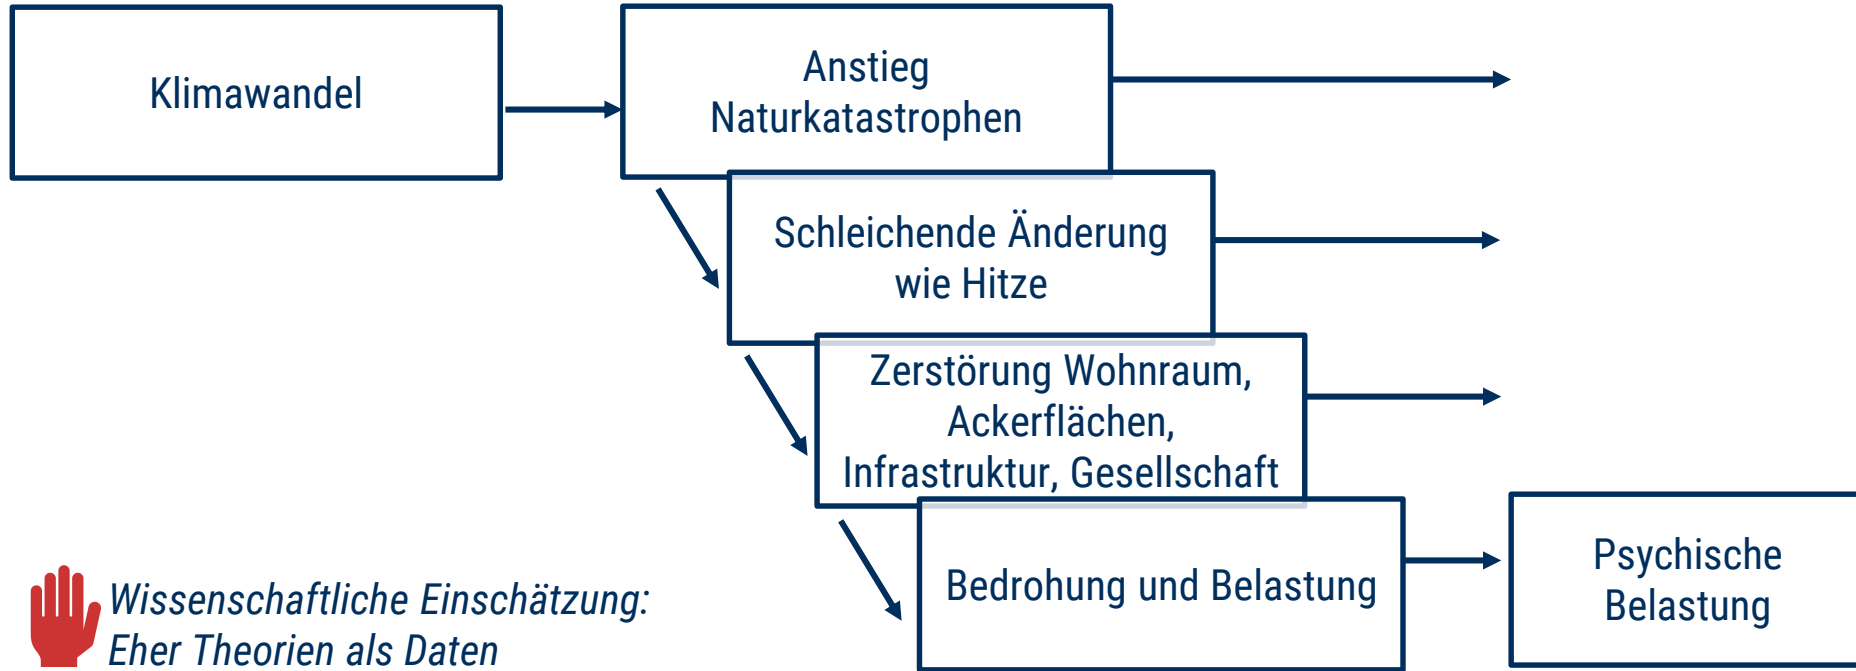 Klimawandel
Anstieg
Naturkatastrophen
Schleichende Änderung
wie Hitze
Zerstörung Wohnraum,
Ackerflächen,
Infrastruktur, Gesellschaft
Bedrohung und Belastung
Psychische
Belastung
Wissenschaftliche Einschätzung:
Eher Theorien als Daten